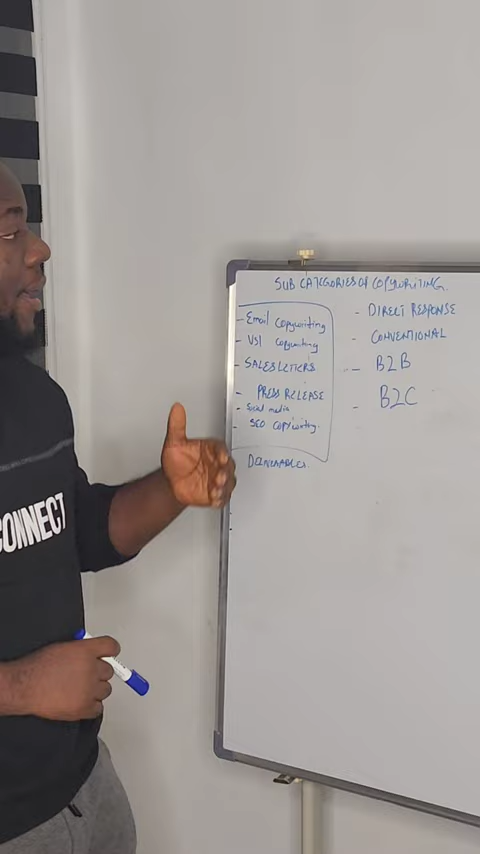 SUB CATEGORIES OF COPYWRITING.
- Email copywriting
- VSl copywriting
- SALES LETTERS
- PRESS RELEASE
- Social media
- SEO copywriting.
DELIVERABLES.
- DIRECT RESPONSE
- CONVENTIONAL
- B2B
- B2C
CONNECT